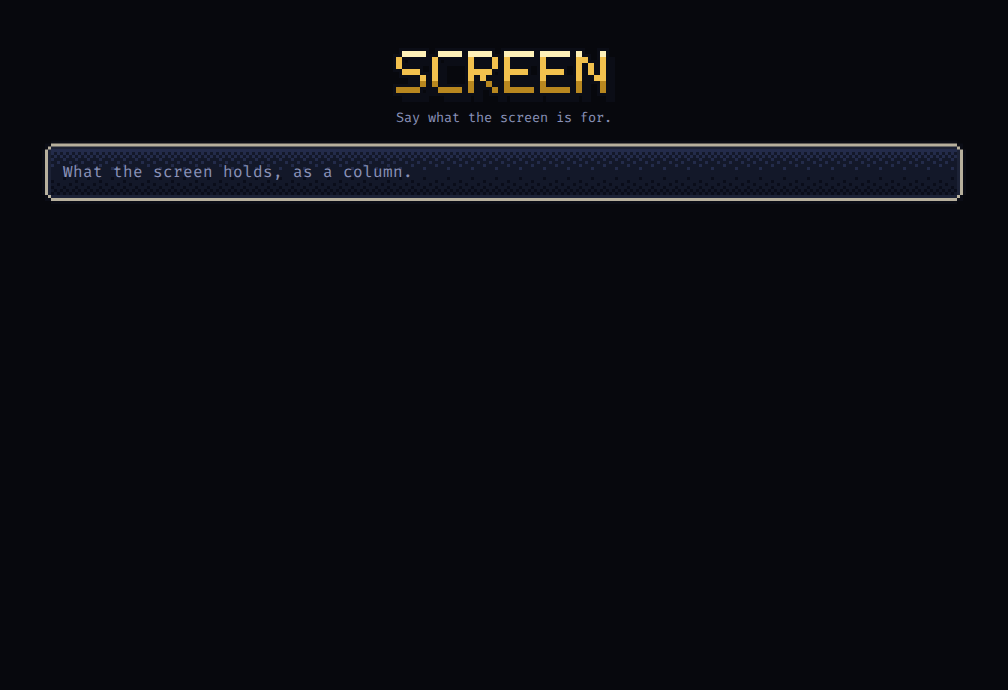 SCREEN
Say what the screen is for.
What the screen holds, as a column.